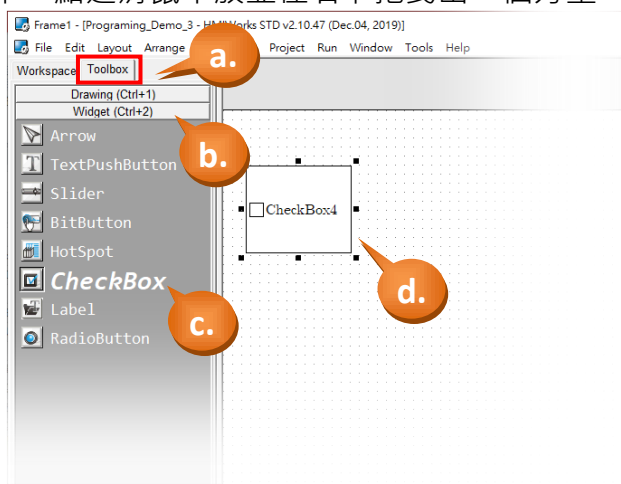 Frame1 - [Programing_Demo_3 - HMIWorks STD v2.10.47 (Dec.04, 2019)]
File Edit Layout Arrange Project Run Window Tools Help
a.
Workspace Toolbox
Drawing (Ctrl+1)
Widget (Ctrl+2)
b.
Arrow
TextPushButton
Slider
CheckBox4
BitButton
HotSpot
CheckBox
d.
c.
Label
RadioButton